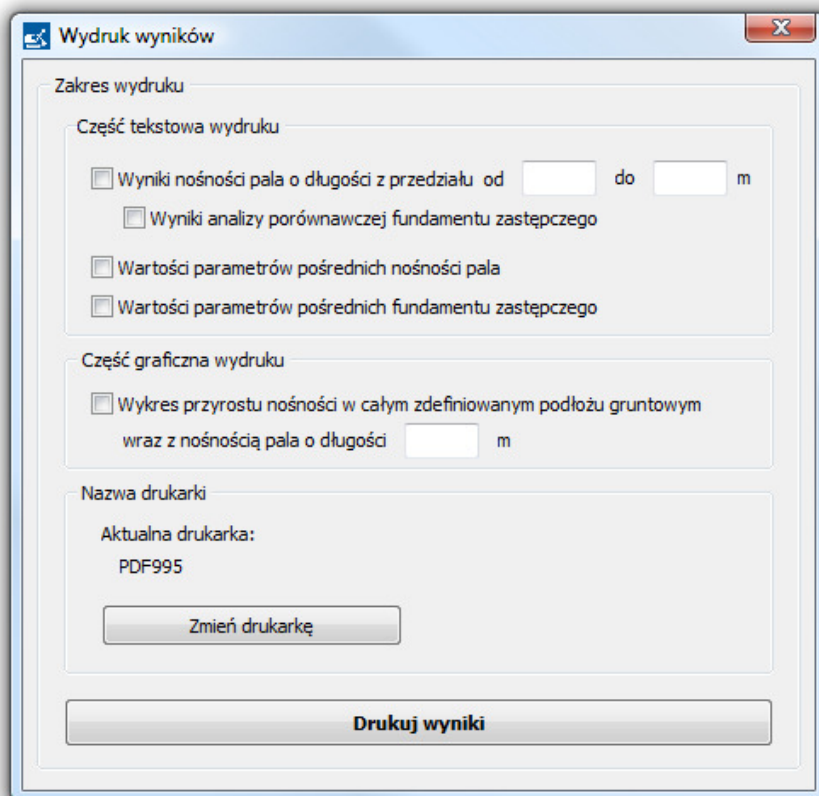 Wydruk wyników
Zakres wydruku
Część tekstowa wydruku
Wyniki nośności pala o długości z przedziału od do m
Wyniki analizy porównawczej fundamentu zastępczego
Wartości parametrów pośrednich nośności pala
Wartości parametrów pośrednich fundamentu zastępczego
Część graficzna wydruku
Wykres przyrostu nośności w całym zdefiniowanym podłożu gruntowym
wraz z nośnością pala o długości m
Nazwa drukarki
Aktualna drukarka:
PDF995
Zmień drukarkę
Drukuj wyniki